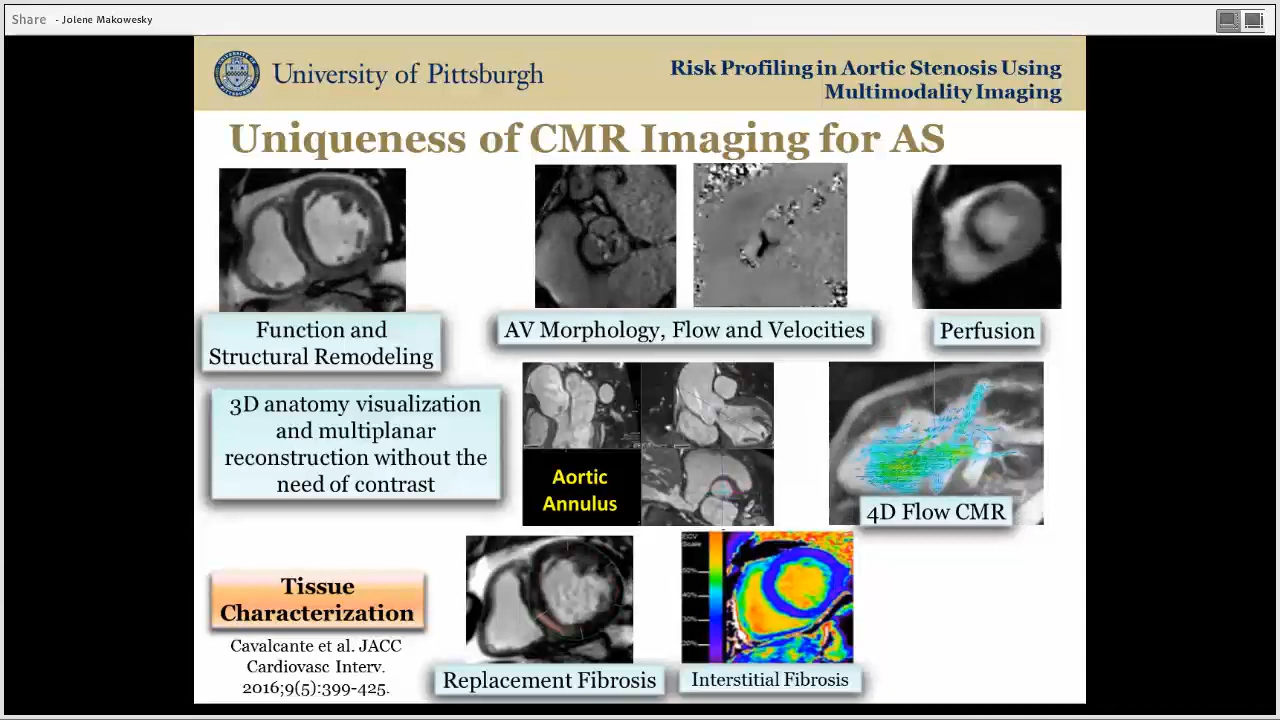 Share - Jolene Makowesky
University of Pittsburgh
Risk Profiling in Aortic Stenosis Using
Multimodality Imaging
Uniqueness of CMR Imaging for AS
Function and
Structural Remodeling
AV Morphology, Flow and Velocities
Perfusion
3D anatomy visualization
and multiplanar
reconstruction without the
need of contrast
Aortic
Annulus
4D Flow CMR
Tissue
Characterization
Cavalcante et al. JACC
Cardiovasc Interv.
2016;9(5):399-425.
ECV
Scale
Replacement Fibrosis
Interstitial Fibrosis